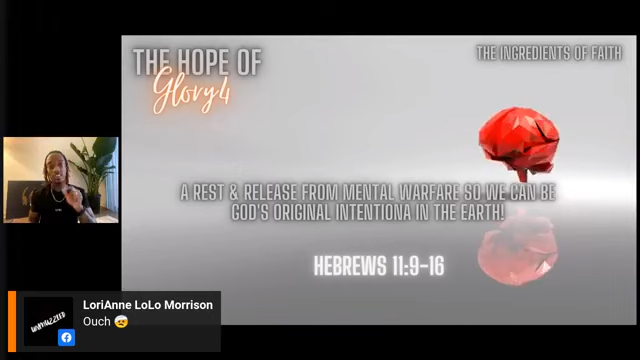 THE HOPE OF
Glory4
THE INGREDIENTS OF FAITH
A REST & RELEASE FROM MENTAL WARFARE SO WE CAN BE
GOD'S ORIGINAL INTENTIONA IN THE EARTH!
HEBREWS 11:9-16
LoriAnne LoLo Morrison
Ouch 🤕
UNMUZZLED